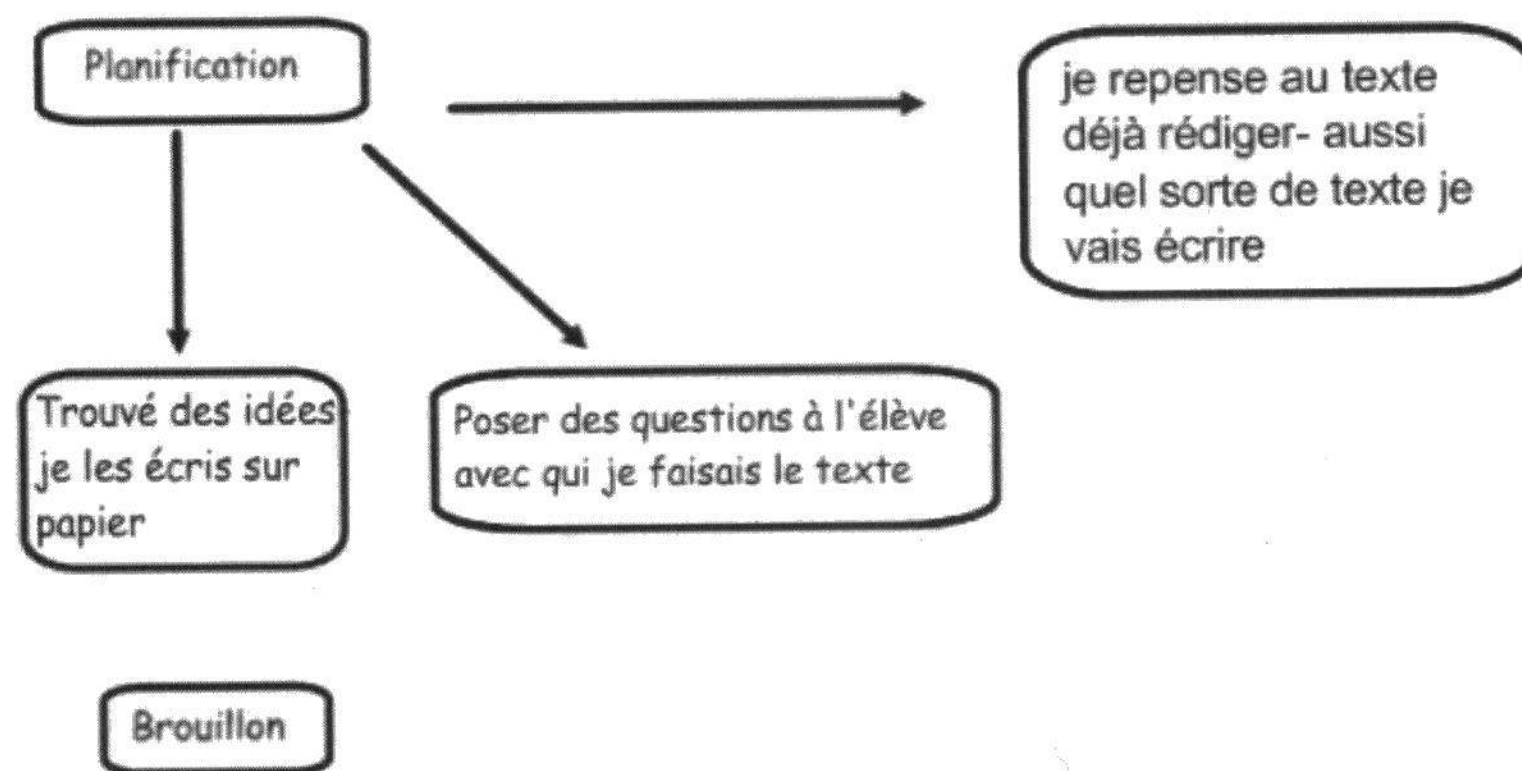 Planification
je repense au texte
déjà rédiger- aussi
quel sorte de texte je
vais écrire
Trouvé des idées
je les écris sur
papier
Poser des questions à l'élève
avec qui je faisais le texte
Brouillon